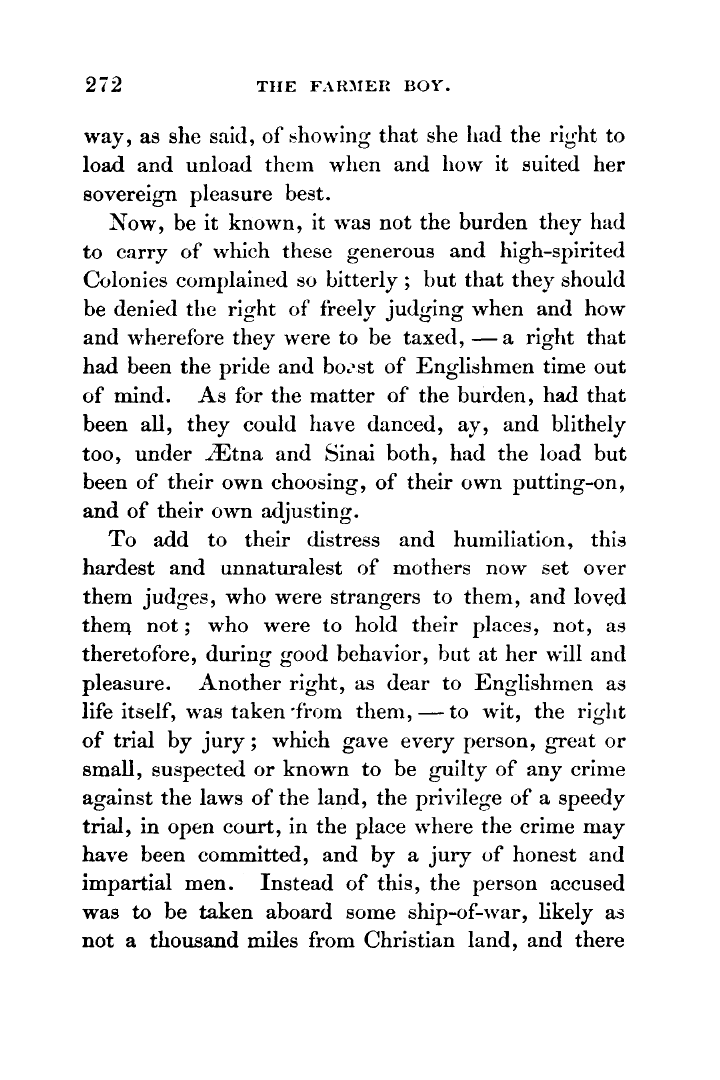 272 THE FARMER BOY.
way, as she said, of showing that she had the right to
load and unload them when and how it suited her
sovereign pleasure best.
Now, be it known, it was not the burden they had
to carry of which these generous and high-spirited
Colonies complained so bitterly ; but that they should
be denied the right of freely judging when and how
and wherefore they were to be taxed, — a right that
had been the pride and boast of Englishmen time out
of mind. As for the matter of the burden, had that
been all, they could have danced, ay, and blithely
too, under Ætna and Sinai both, had the load but
been of their own choosing, of their own putting-on,
and of their own adjusting.
To add to their distress and humiliation, this
hardest and unnaturalest of mothers now set over
them judges, who were strangers to them, and loved
them not ; who were to hold their places, not, as
theretofore, during good behavior, but at her will and
pleasure. Another right, as dear to Englishmen as
life itself, was taken from them, — to wit, the right
of trial by jury ; which gave every person, great or
small, suspected or known to be guilty of any crime
against the laws of the land, the privilege of a speedy
trial, in open court, in the place where the crime may
have been committed, and by a jury of honest and
impartial men. Instead of this, the person accused
was to be taken aboard some ship-of-war, likely as
not a thousand miles from Christian land, and there